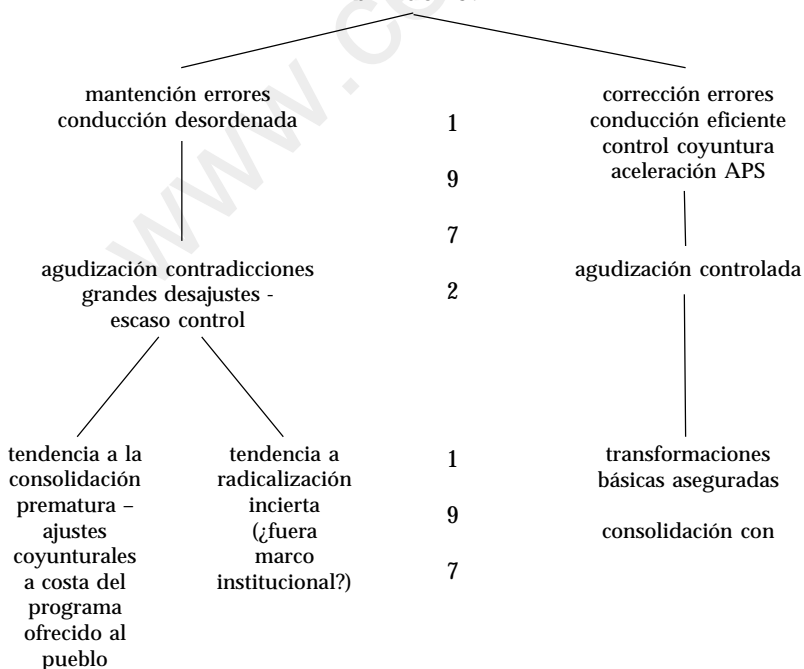 mantención errores
conducción desordenada
corrección errores
conducción eficiente
control coyuntura
aceleración APS
1
9
7
2
agudización contradicciones
grandes desajustes -
escaso control
agudización controlada
tendencia a la
consolidación
prematura –
ajustes
coyunturales
a costa del
programa
ofrecido al
pueblo
tendencia a
radicalización
incierta
(¿fuera
marco
institucional?)
1
9
7
transformaciones
básicas aseguradas
consolidación con
www.ce